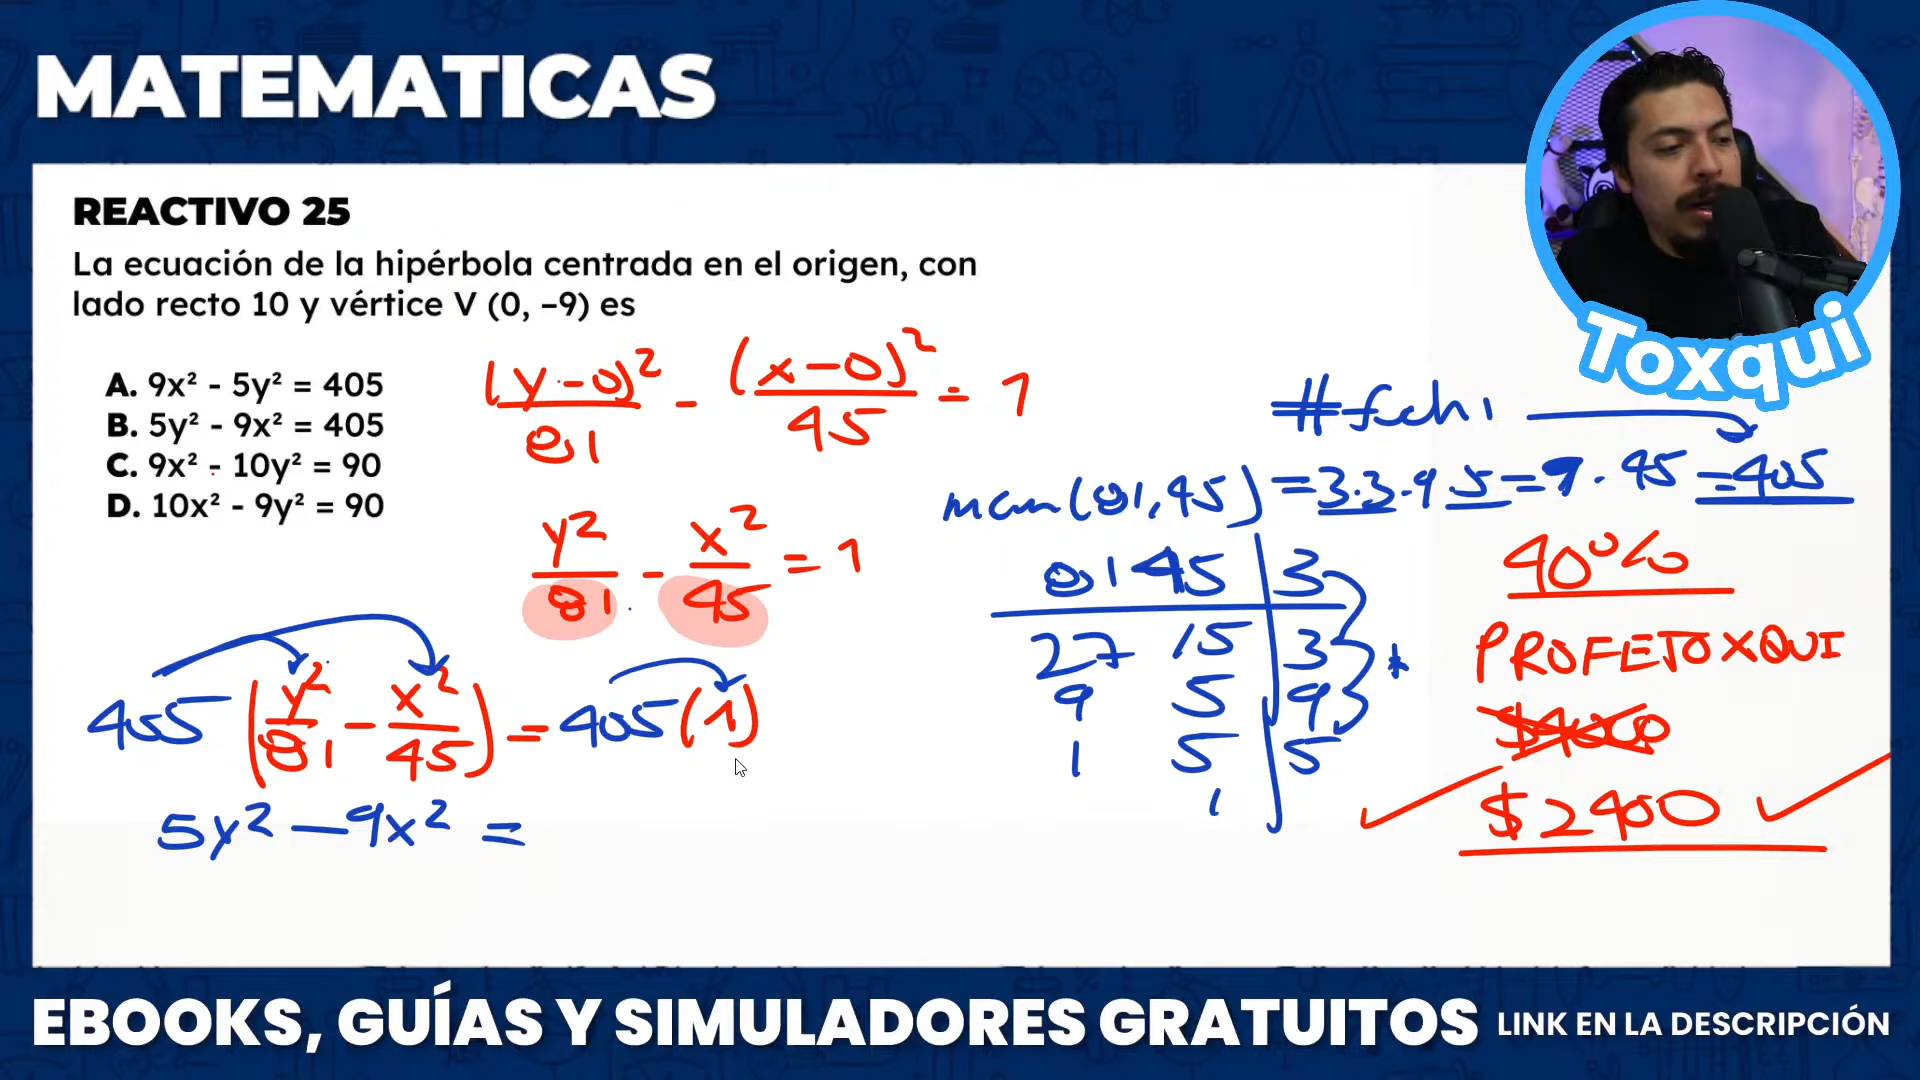 MATEMATICAS
REACTIVO 25
La ecuación de la hipérbola centrada en el origen, con
lado recto 10 y vértice V (0, –9) es
A. 9x² - 5y² = 405
B. 5y² - 9x² = 405
C. 9x² - 10y² = 90
D. 10x² - 9y² = 90
(y-0)²/81 - (x-0)²/45 = 1
y²/81 - x²/45 = 1
405 (y²/81 - x²/45) = 405 (1)
5y² - 9x² =
Toxqui
mcm (81, 45) = 3·3·9·5 = 9·45 = 405
81 45 | 3
27 15 | 3
9 5 | 9
1 5 | 5
1
40%
PROFETOXQUI
$4000
$2400
EBOOKS, GUÍAS Y SIMULADORES GRATUITOS
LINK EN LA DESCRIPCIÓN